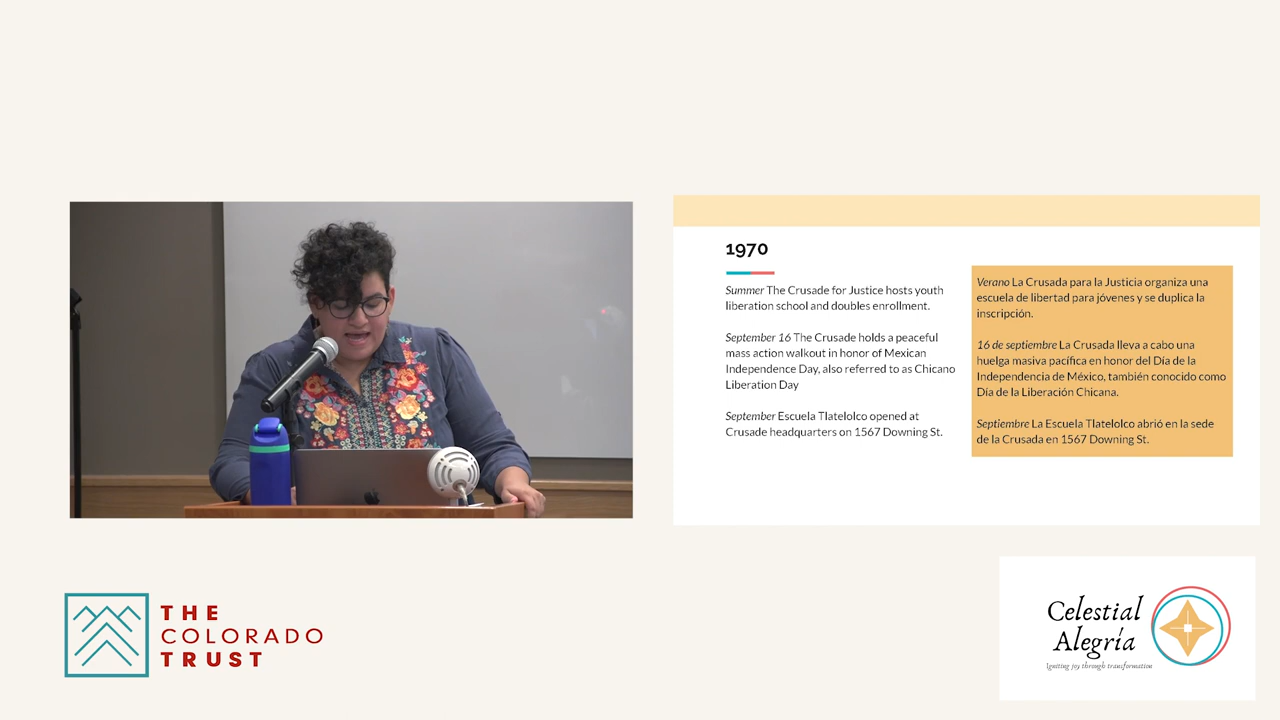 1970
Summer The Crusade for Justice hosts youth
liberation school and doubles enrollment.
September 16 The Crusade holds a peaceful
mass action walkout in honor of Mexican
Independence Day, also referred to as Chicano
Liberation Day
September Escuela Tlatelolco opened at
Crusade headquarters on 1567 Downing St.
Verano La Crusada para la Justicia organiza una
escuela de libertad para jóvenes y se duplica la
inscripción.
16 de septiembre La Crusada lleva a cabo una
huelga masiva pacífica en honor del Día de la
Independencia de México, también conocido como
Día de la Liberación Chicana.
Septiembre La Escuela Tlatelolco abrió en la sede
de la Crusada en 1567 Downing St.
THE
COLORADO
TRUST
Celestial
Alegría
Igniting joy through transformation